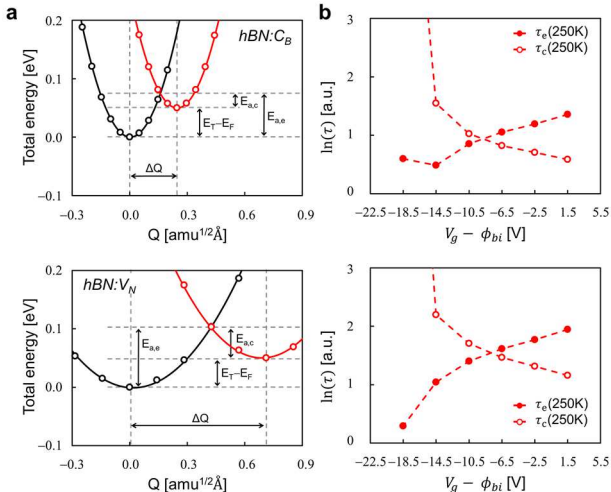 a
hBN:C_B
Total energy [eV]
0.2
0.1
0.0
−0.1
E_a,c
E_a,e
E_T−E_F
ΔQ
−0.3 0.0 0.3 0.6 0.9
Q [amu^1/2Å]
hBN:V_N
Total energy [eV]
0.2
0.1
0.0
−0.1
E_a,e
E_a,c
E_T−E_F
ΔQ
−0.3 0.0 0.3 0.6 0.9
Q [amu^1/2Å]
b
τ_e(250K)
τ_c(250K)
ln(τ) [a.u.]
3
2
1
0
−22.5 −18.5 −14.5 −10.5 −6.5 −2.5 1.5 5.5
V_g − ϕ_bi [V]
ln(τ) [a.u.]
3
2
1
0
τ_e(250K)
τ_c(250K)
−22.5 −18.5 −14.5 −10.5 −6.5 −2.5 1.5 5.5
V_g − ϕ_bi [V]